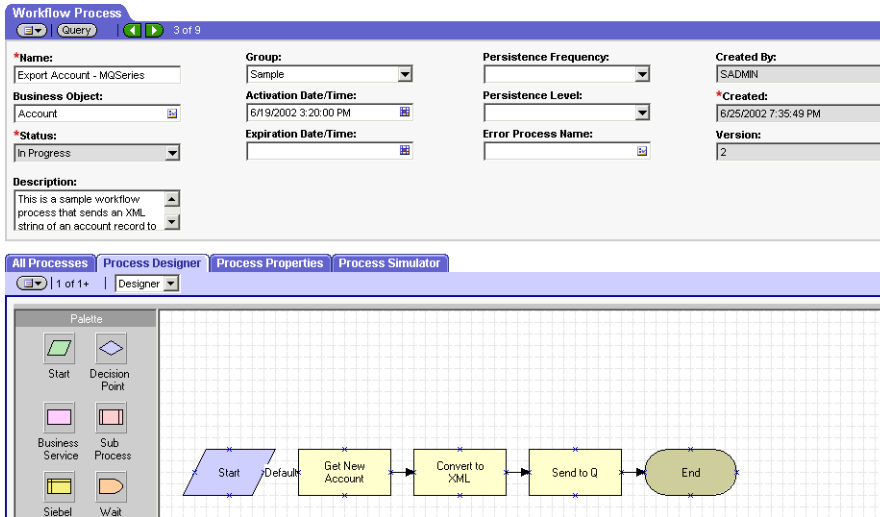 Workflow Process
Query
3 of 9
*Name:
Group:
Persistence Frequency:
Created By:
Export Account - MQSeries
Sample
SADMIN
Business Object:
Activation Date/Time:
Persistence Level:
*Created:
Account
6/19/2002 3:20:00 PM
6/25/2002 7:35:49 PM
*Status:
Expiration Date/Time:
Error Process Name:
Version:
In Progress
2
Description:
This is a sample workflow
process that sends an XML
string of an account record to
All Processes
Process Designer
Process Properties
Process Simulator
1 of 1+
Designer
Palette
Start
Decision
Point
Business
Service
Sub
Process
Siebel
Wait
Start
Default
Get New
Account
Convert to
XML
Send to Q
End